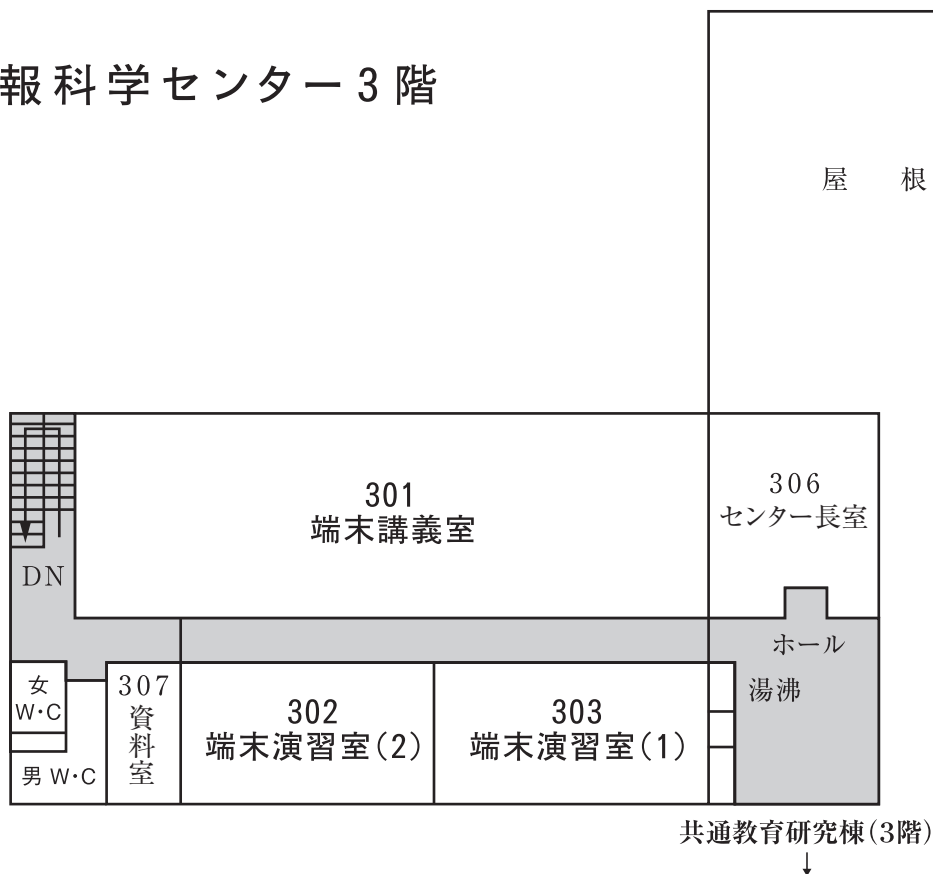 報科学センター3階
屋 根
301
端末講義室
306
センター長室
DN
ホール
湯沸
女
W・C
男 W・C
307
資料室
302
端末演習室(2)
303
端末演習室(1)
共通教育研究棟(3階)